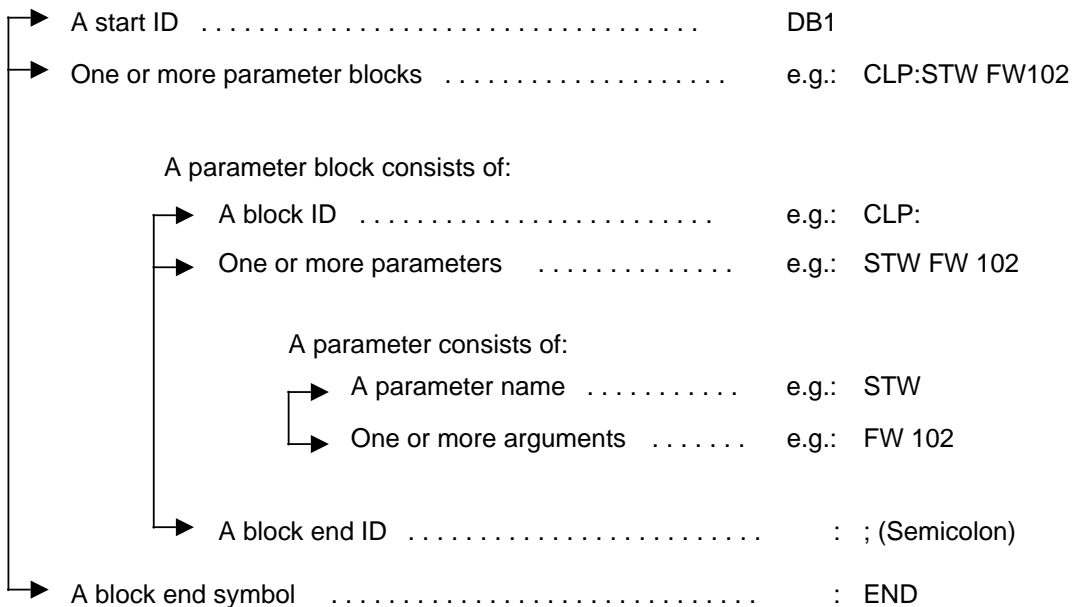 A start ID . . . . . . . . . . . . . . . . . . . . . . . . . . . . . . . . . . . DB1
One or more parameter blocks . . . . . . . . . . . . . . . . . . . . e.g.: CLP:STW FW102
A parameter block consists of:
A block ID . . . . . . . . . . . . . . . . . . . . . . . . . e.g.: CLP:
One or more parameters . . . . . . . . . . . . . . e.g.: STW FW 102
A parameter consists of:
A parameter name . . . . . . . . . . . e.g.: STW
One or more arguments . . . . . . . e.g.: FW 102
A block end ID . . . . . . . . . . . . . . . . . . . . . . . . . : ; (Semicolon)
A block end symbol . . . . . . . . . . . . . . . . . . . . . . . . . . . . . . : END